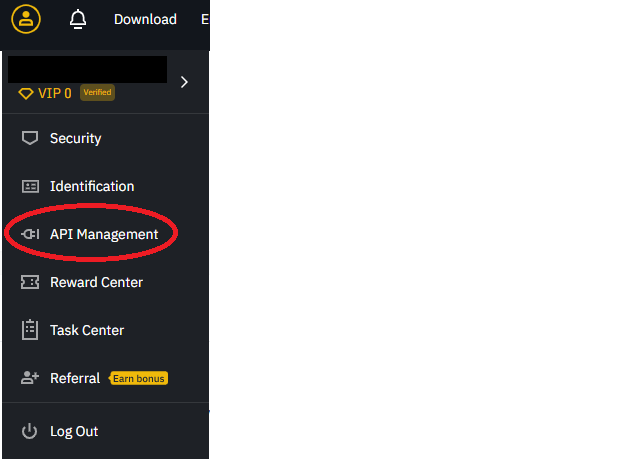 Download
VIP 0 Verified
Security
Identification
API Management
Reward Center
Task Center
Referral Earn bonus
Log Out